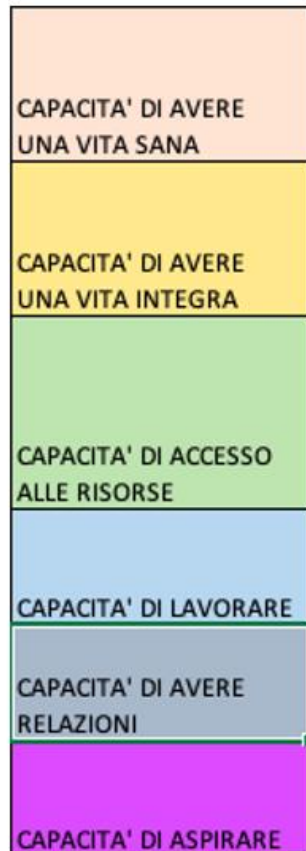 CAPACITA' DI AVERE
UNA VITA SANA
CAPACITA' DI AVERE
UNA VITA INTEGRA
CAPACITA' DI ACCESSO
ALLE RISORSE
CAPACITA' DI LAVORARE
CAPACITA' DI AVERE
RELAZIONI
CAPACITA' DI ASPIRARE